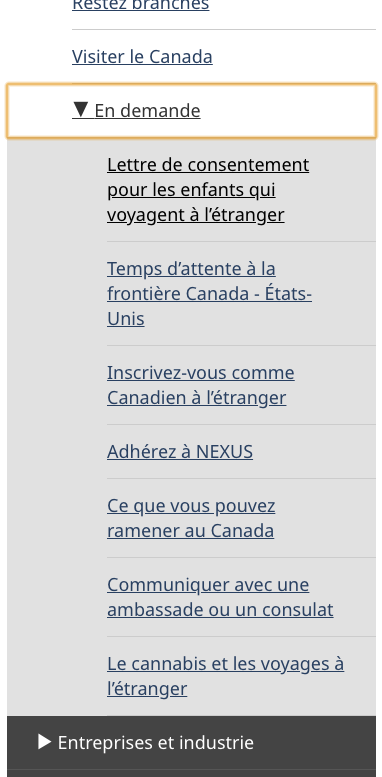 Restez branchés
Visiter le Canada
▼ En demande
Lettre de consentement
pour les enfants qui
voyagent à l’étranger
Temps d’attente à la
frontière Canada - États-
Unis
Inscrivez-vous comme
Canadien à l’étranger
Adhérez à NEXUS
Ce que vous pouvez
ramener au Canada
Communiquer avec une
ambassade ou un consulat
Le cannabis et les voyages à
l’étranger
▶ Entreprises et industrie